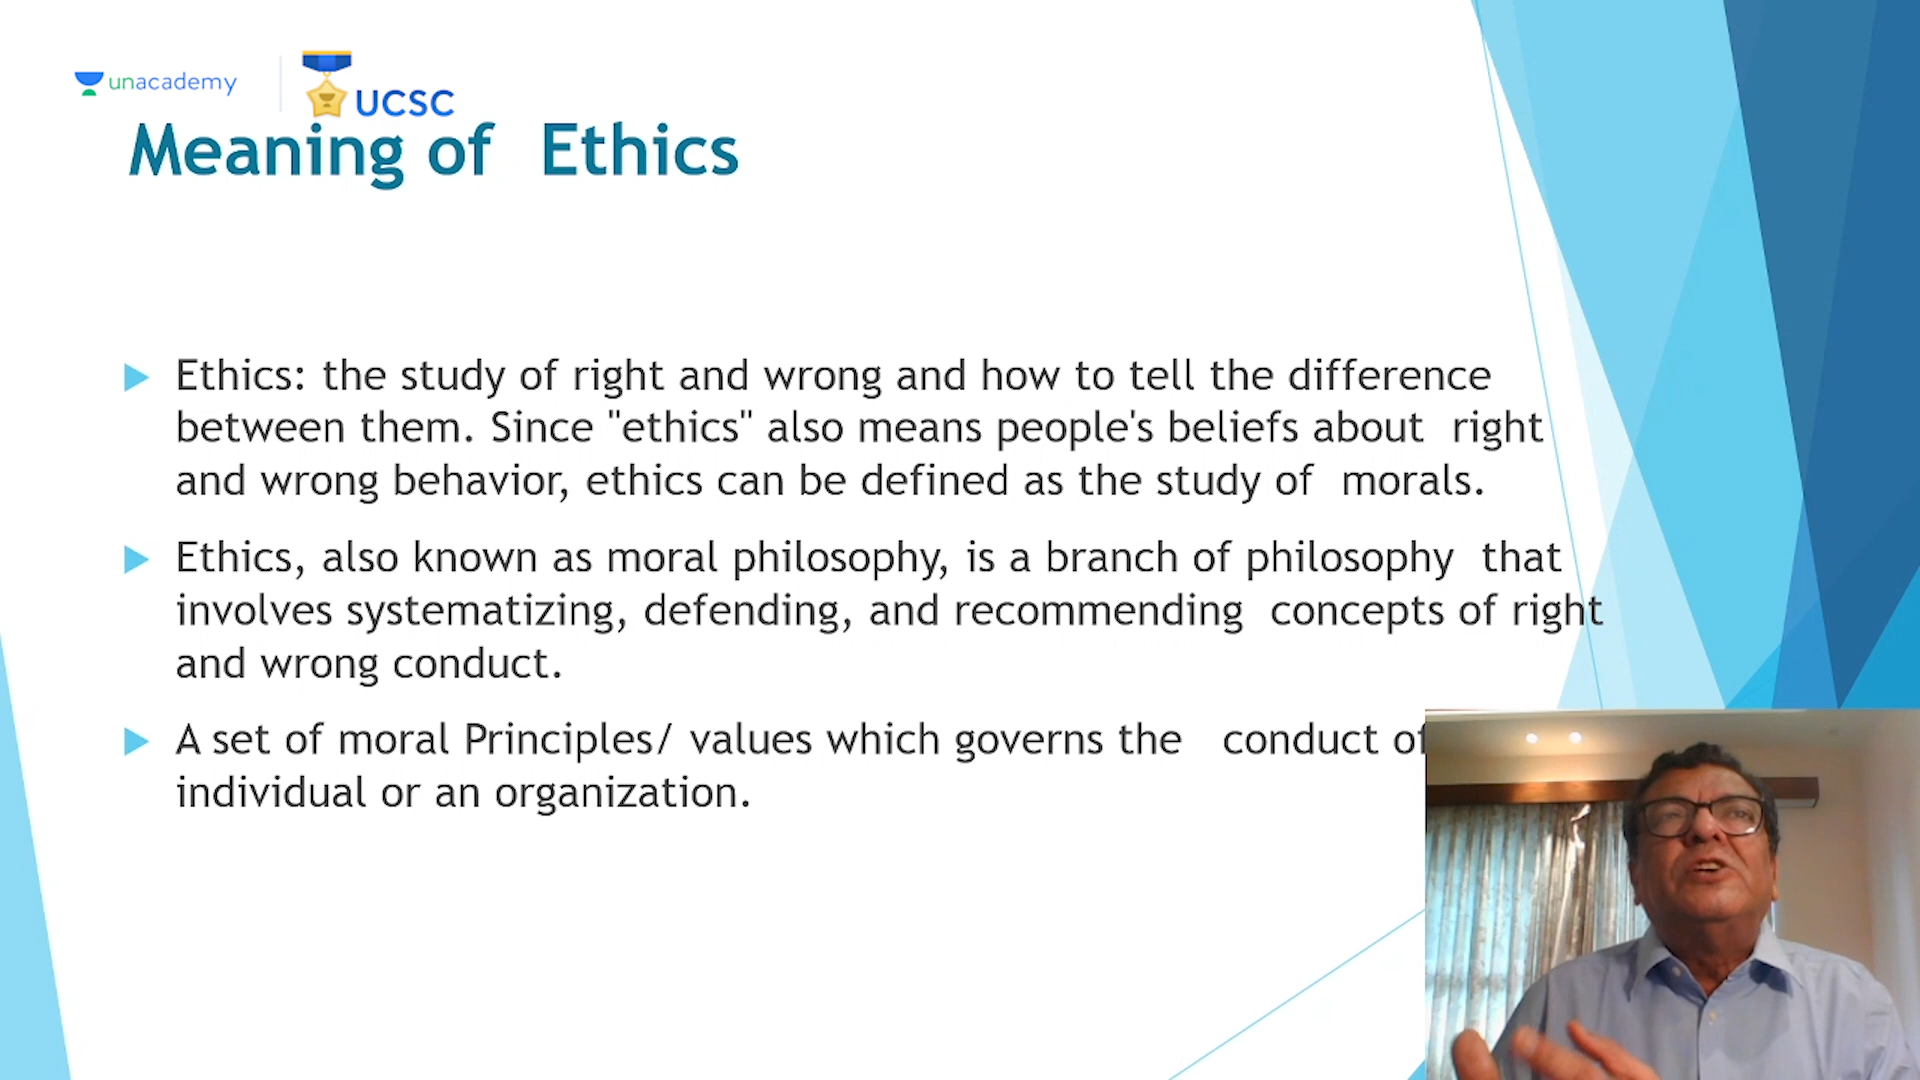 unacademy
UCSC
Meaning of Ethics
Ethics: the study of right and wrong and how to tell the difference
between them. Since "ethics" also means people's beliefs about right
and wrong behavior, ethics can be defined as the study of morals.
Ethics, also known as moral philosophy, is a branch of philosophy that
involves systematizing, defending, and recommending concepts of right
and wrong conduct.
A set of moral Principles/ values which governs the conduct of
individual or an organization.